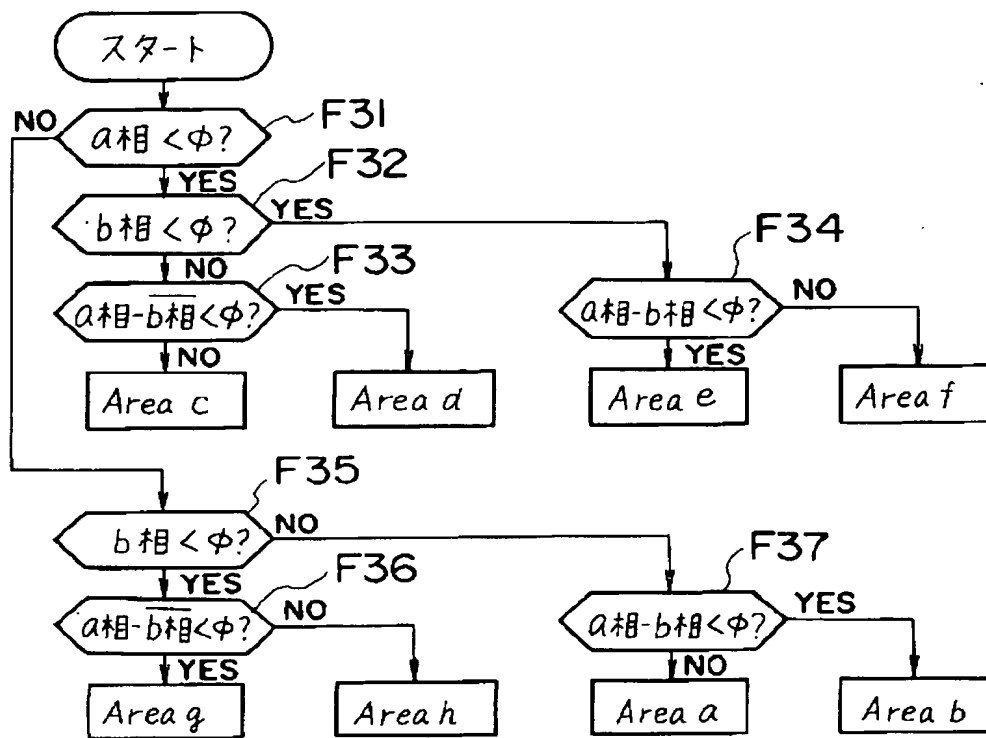 スタート
F31
NO
a相<φ?
YES
F32
b相<φ?
YES
NO
F33
a相-b̅相̅<φ?
YES
NO
F34
a相-b相<φ?
NO
YES
Area c
Area d
Area e
Area f
F35
b相<φ?
NO
YES
F36
a相-b̅相̅<φ?
NO
YES
F37
a相-b相<φ?
YES
NO
Area g
Area h
Area a
Area b